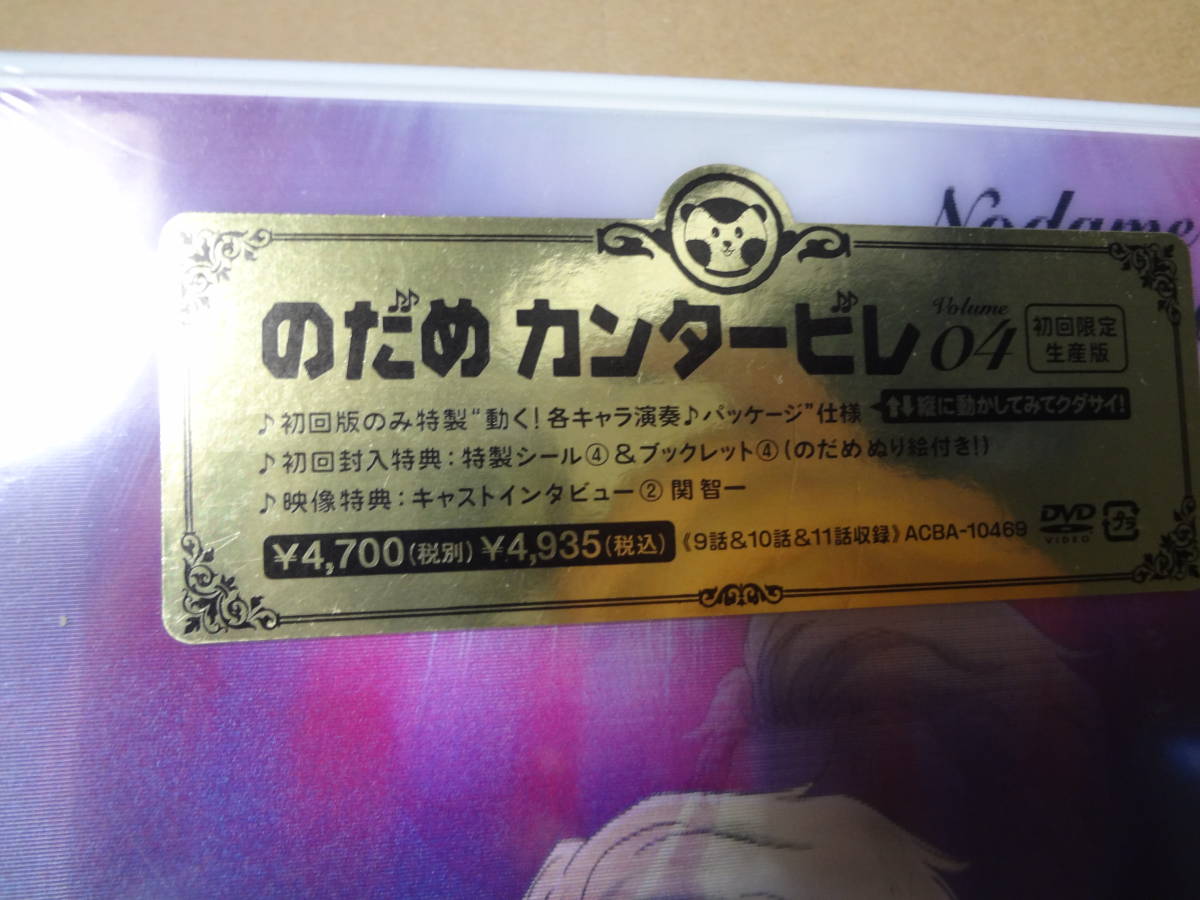 Nodame
のだめ カンタービレ Volume 04 初回限定生産版
♪初回版のみ特製“動く!各キャラ演奏♪パッケージ”仕様 ⬆⬇縦に動かしてみてクダサイ!
♪初回封入特典:特製シール④&ブックレット④(のだめぬり絵付き!)
♪映像特典:キャストインタビュー② 関 智一
¥4,700(税別) ¥4,935(税込) 《9話&10話&11話収録》 ACBA-10469 DVD VIDEO プラ